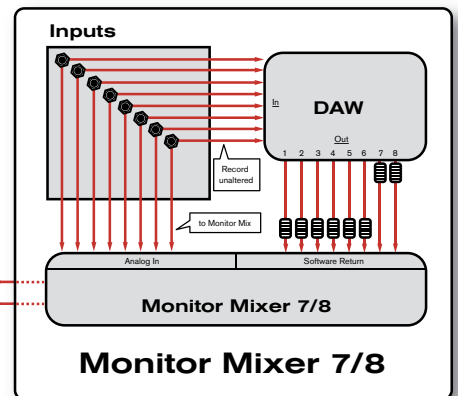 Inputs
In
DAW
Out
1 2 3 4 5 6 7 8
Record
unaltered
to Monitor Mix
Analog In
Software Return
Monitor Mixer 7/8
Monitor Mixer 7/8